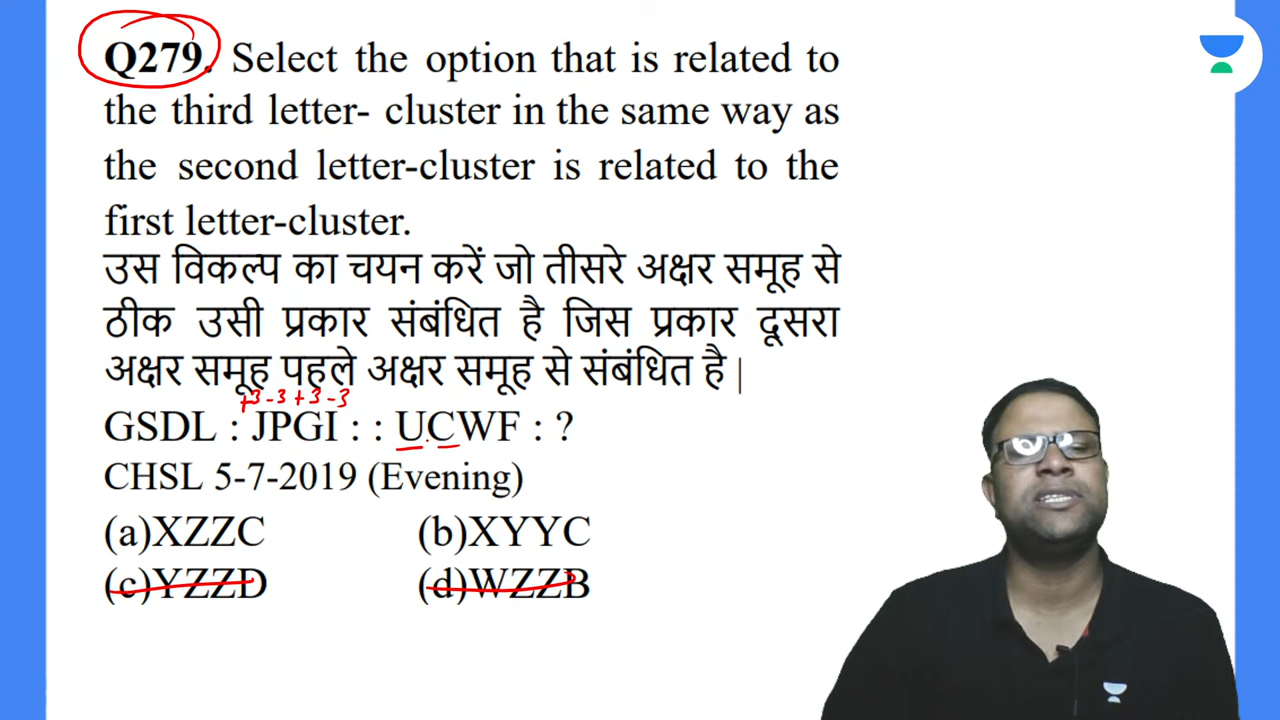 Q279. Select the option that is related to
the third letter- cluster in the same way as
the second letter-cluster is related to the
first letter-cluster.
उस विकल्प का चयन करें जो तीसरे अक्षर समूह से
ठीक उसी प्रकार संबंधित है जिस प्रकार दूसरा
अक्षर समूह पहले अक्षर समूह से संबंधित है |
+3 -3 +3 -3
GSDL : JPGI : : UCWF : ?
CHSL 5-7-2019 (Evening)
(a)XZZC (b)XYYC
(c)YZZD (d)WZZB